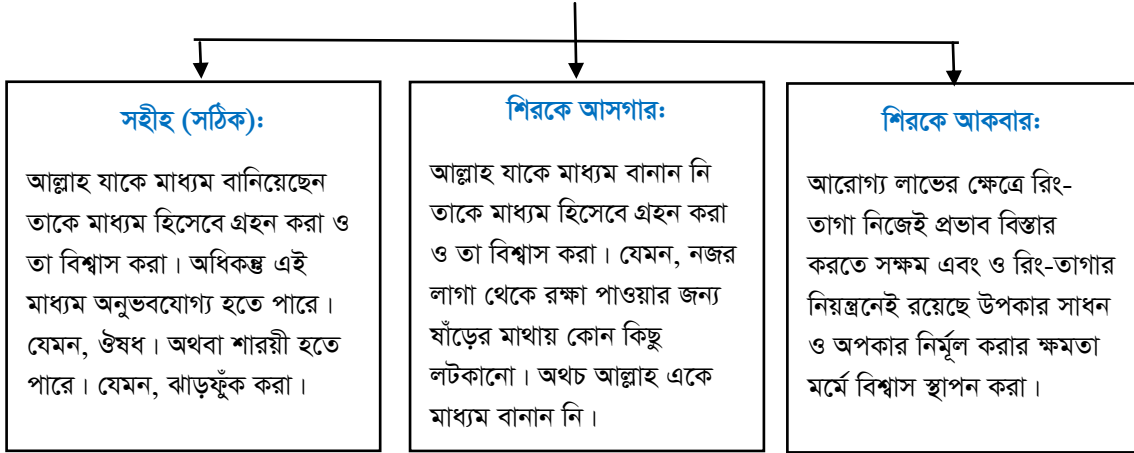 সহীহ (সঠিক):
আল্লাহ যাকে মাধ্যম বানিয়েছেন
তাকে মাধ্যম হিসেবে গ্রহন করা ও
তা বিশ্বাস করা। অধিকন্তু এই
মাধ্যম অনুভবযোগ্য হতে পারে।
যেমন, ঔষধ। অথবা শারয়ী হতে
পারে। যেমন, ঝাড়ফুঁক করা।
শিরকে আসগার:
আল্লাহ যাকে মাধ্যম বানান নি
তাকে মাধ্যম হিসেবে গ্রহন করা
ও তা বিশ্বাস করা। যেমন, নজর
লাগা থেকে রক্ষা পাওয়ার জন্য
ষাঁড়ের মাথায় কোন কিছু
লটকানো। অথচ আল্লাহ একে
মাধ্যম বানান নি।
শিরকে আকবার:
আরোগ্য লাভের ক্ষেত্রে রিং-
তাগা নিজেই প্রভাব বিস্তার
করতে সক্ষম এবং ও রিং-তাগার
নিয়ন্ত্রনেই রয়েছে উপকার সাধন
ও অপকার নির্মূল করার ক্ষমতা
মর্মে বিশ্বাস স্থাপন করা।